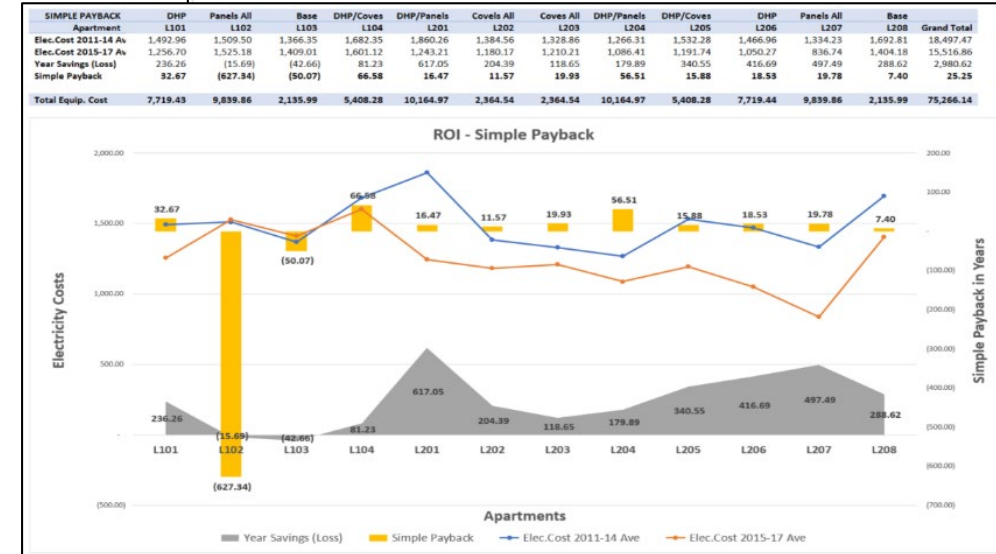 SIMPLE PAYBACK DHP Panels All Base DHP/Coves DHP/Panels Covels All Coves All DHP/Panels DHP/Coves DHP Panels All Base
Apartment L101 L102 L103 L104 L201 L202 L203 L204 L205 L206 L207 L208 Grand Total
Elec.Cost 2011-14 Av 1,492.96 1,509.50 1,366.35 1,682.35 1,860.26 1,384.56 1,328.86 1,266.31 1,532.28 1,466.96 1,334.23 1,692.81 18,497.47
Elec.Cost 2015-17 Av 1,256.70 1,525.18 1,409.01 1,601.12 1,243.21 1,180.17 1,210.21 1,086.41 1,191.74 1,050.27 836.74 1,404.18 15,516.86
Year Savings (Loss) 236.26 (15.69) (42.66) 81.23 617.05 204.39 118.65 179.89 340.55 416.69 497.49 288.62 2,980.62
Simple Payback 32.67 (627.34) (50.07) 66.58 16.47 11.57 19.93 56.51 15.88 18.53 19.78 7.40 25.25
Total Equip. Cost 7,719.43 9,839.86 2,135.99 5,408.28 10,164.97 2,364.54 2,364.54 10,164.97 5,408.28 7,719.44 9,839.86 2,135.99 75,266.14
ROI - Simple Payback
2,000.00 200.00
100.00
66.58 56.51
32.67 16.47 11.57 19.93 15.88 18.53 19.78 7.40
1,500.00 -
(50.07)
(100.00)
1,000.00
(200.00)
(300.00)
500.00
617.05
(400.00)
236.26 81.23 204.39 118.65 179.89 340.55 416.69 497.49 288.62
- (15.69) (42.66)
(500.00)
L101 L102 L103 L104 L201 L202 L203 L204 L205 L206 L207 L208
(600.00)
(627.34)
(500.00) (700.00)
Electricity Costs
Simple Payback in Years
Apartments
Year Savings (Loss) Simple Payback Elec.Cost 2011-14 Ave Elec.Cost 2015-17 Ave